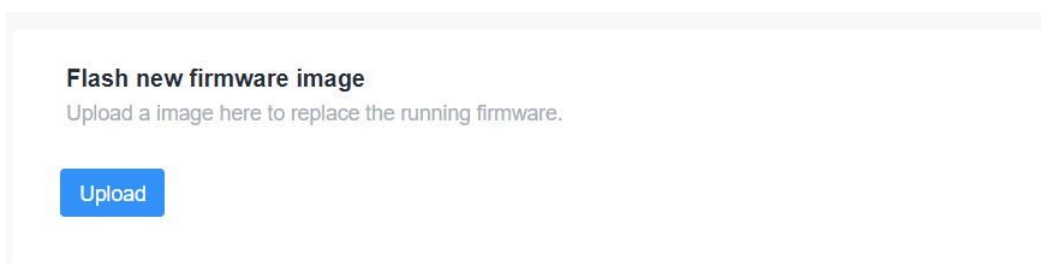 Flash new firmware image
Upload a image here to replace the running firmware.
Upload